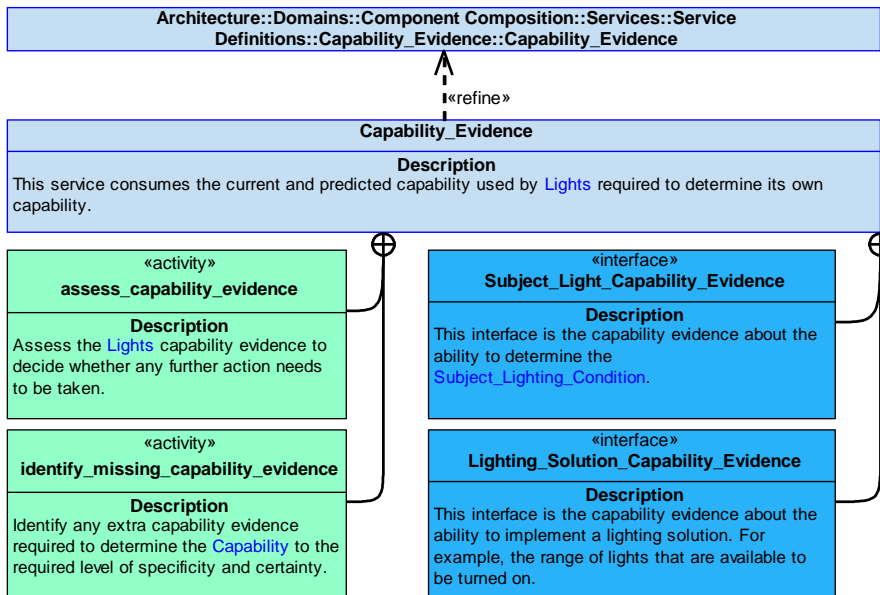 Architecture::Domains::Component Composition::Services::Service
Definitions::Capability_Evidence::Capability_Evidence
«refine»
Capability_Evidence
Description
This service consumes the current and predicted capability used by Lights required to determine its own
capability.
«activity»
assess_capability_evidence
Description
Assess the Lights capability evidence to
decide whether any further action needs
to be taken.
«interface»
Subject_Light_Capability_Evidence
Description
This interface is the capability evidence about the
ability to determine the
Subject_Lighting_Condition.
«activity»
identify_missing_capability_evidence
Description
Identify any extra capability evidence
required to determine the Capability to the
required level of specificity and certainty.
«interface»
Lighting_Solution_Capability_Evidence
Description
This interface is the capability evidence about the
ability to implement a lighting solution. For
example, the range of lights that are available to
be turned on.